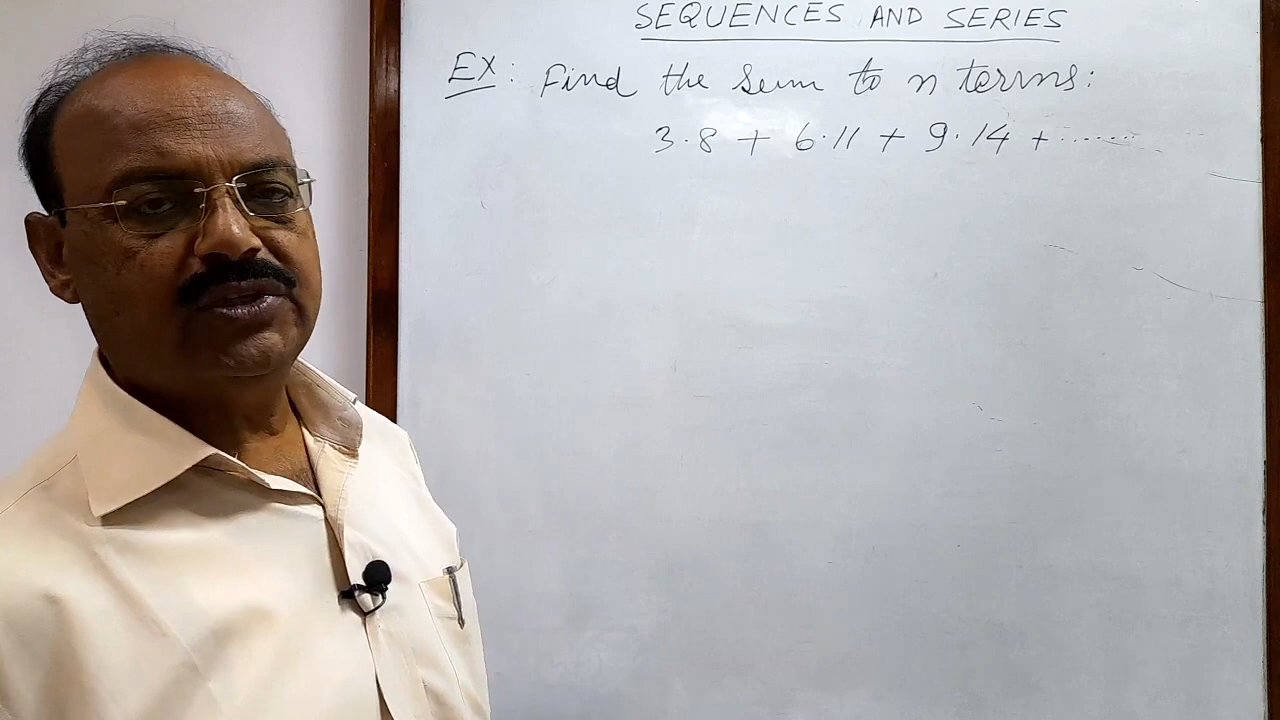 SEQUENCES AND SERIES
EX: Find the sum to n terms:
3.8 + 6.11 + 9.14 + .......